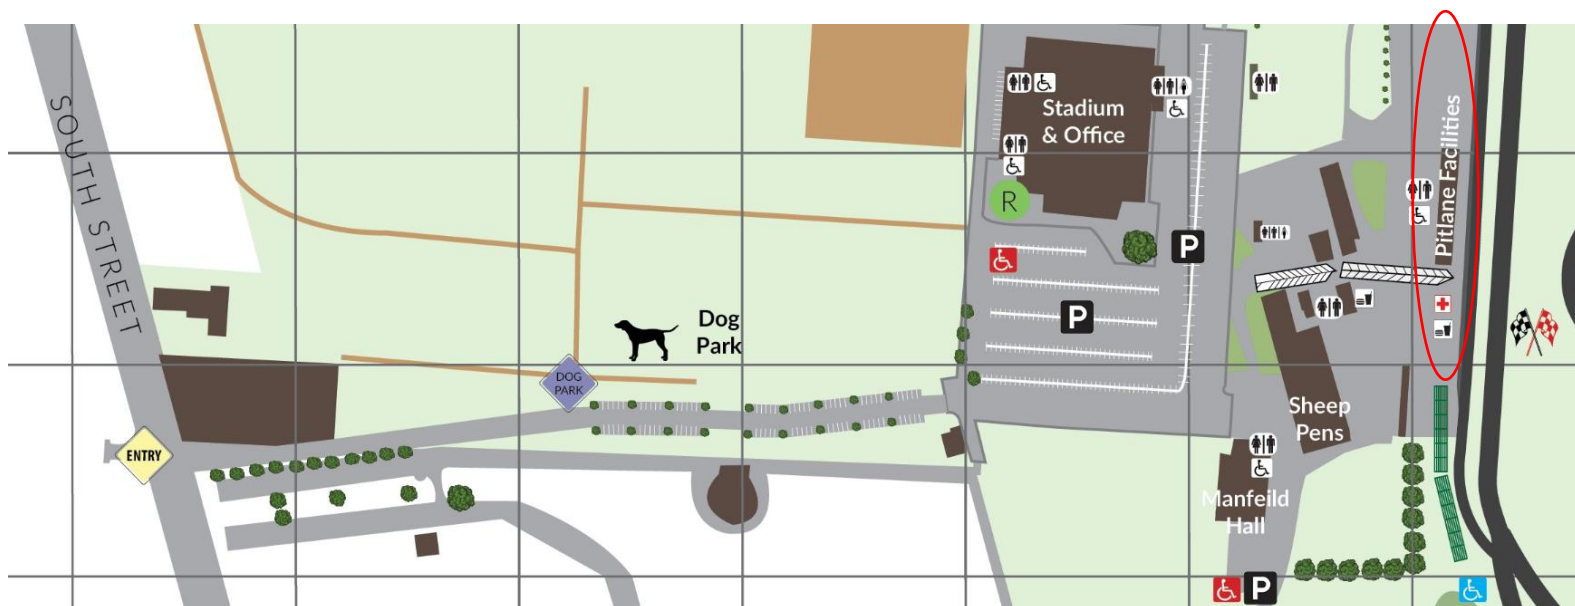 SOUTH STREET
Stadium
& Office
Pitlane Facilities
R
P
P
Dog
Park
DOG
PARK
ENTRY
Sheep
Pens
Manfeild
Hall
P